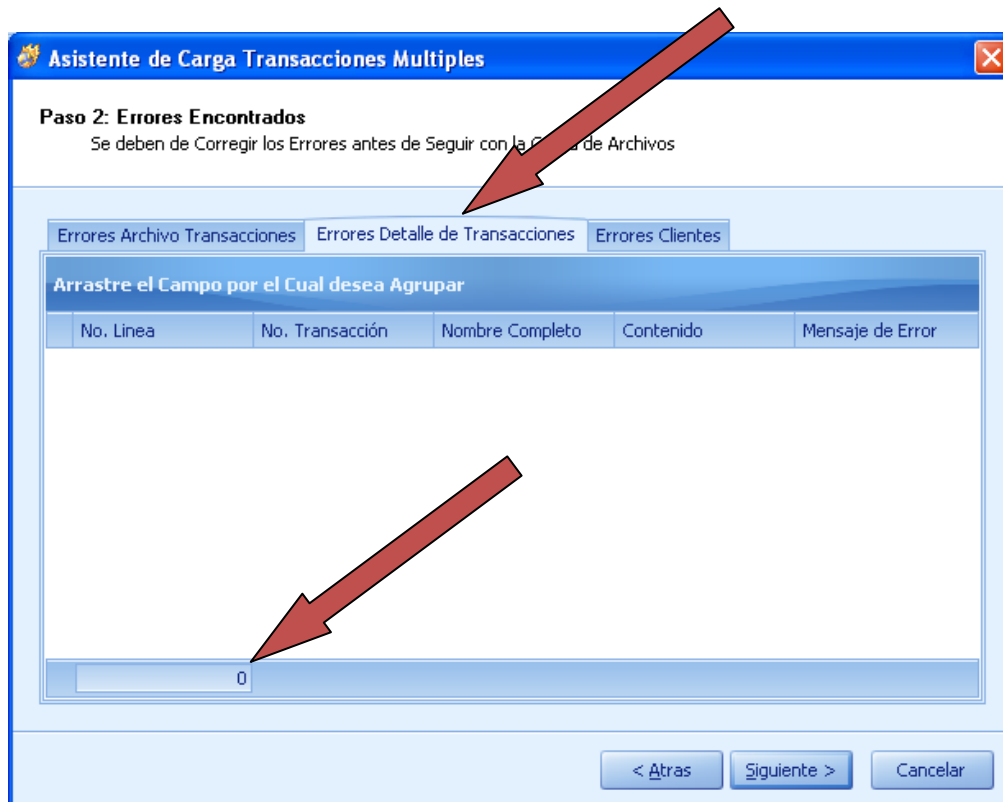 Asistente de Carga Transacciones Multiples
Paso 2: Errores Encontrados
Se deben de Corregir los Errores antes de Seguir con la de Archivos
Errores Archivo Transacciones Errores Detalle de Transacciones Errores Clientes
Arrastre el Campo por el Cual desea Agrupar
No. Linea No. Transacción Nombre Completo Contenido Mensaje de Error
0
< Atras Siguiente > Cancelar